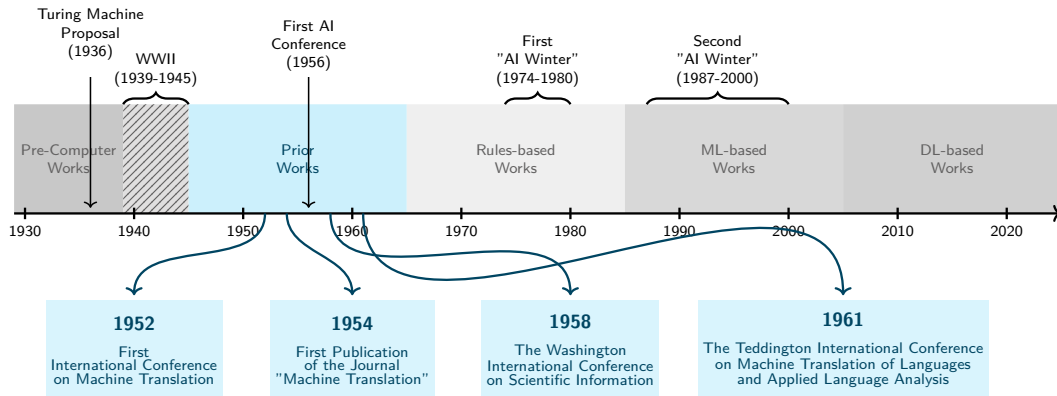 Turing Machine
Proposal
(1936)
WWII
(1939-1945)
First AI
Conference
(1956)
First
"AI Winter"
(1974-1980)
Second
"AI Winter"
(1987-2000)
Pre-Computer
Works
Prior
Works
Rules-based
Works
ML-based
Works
DL-based
Works
1930
1940
1950
1960
1970
1980
1990
2000
2010
2020
1952
First
International Conference
on Machine Translation
1954
First Publication
of the Journal
"Machine Translation"
1958
The Washington
International Conference
on Scientific Information
1961
The Teddington International Conference
on Machine Translation of Languages
and Applied Language Analysis